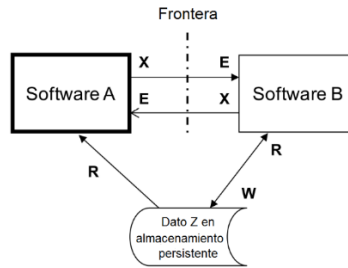 Frontera
X E
Software A
E X
Software B
R
R
W
Dato Z en
almacenamiento
persistente